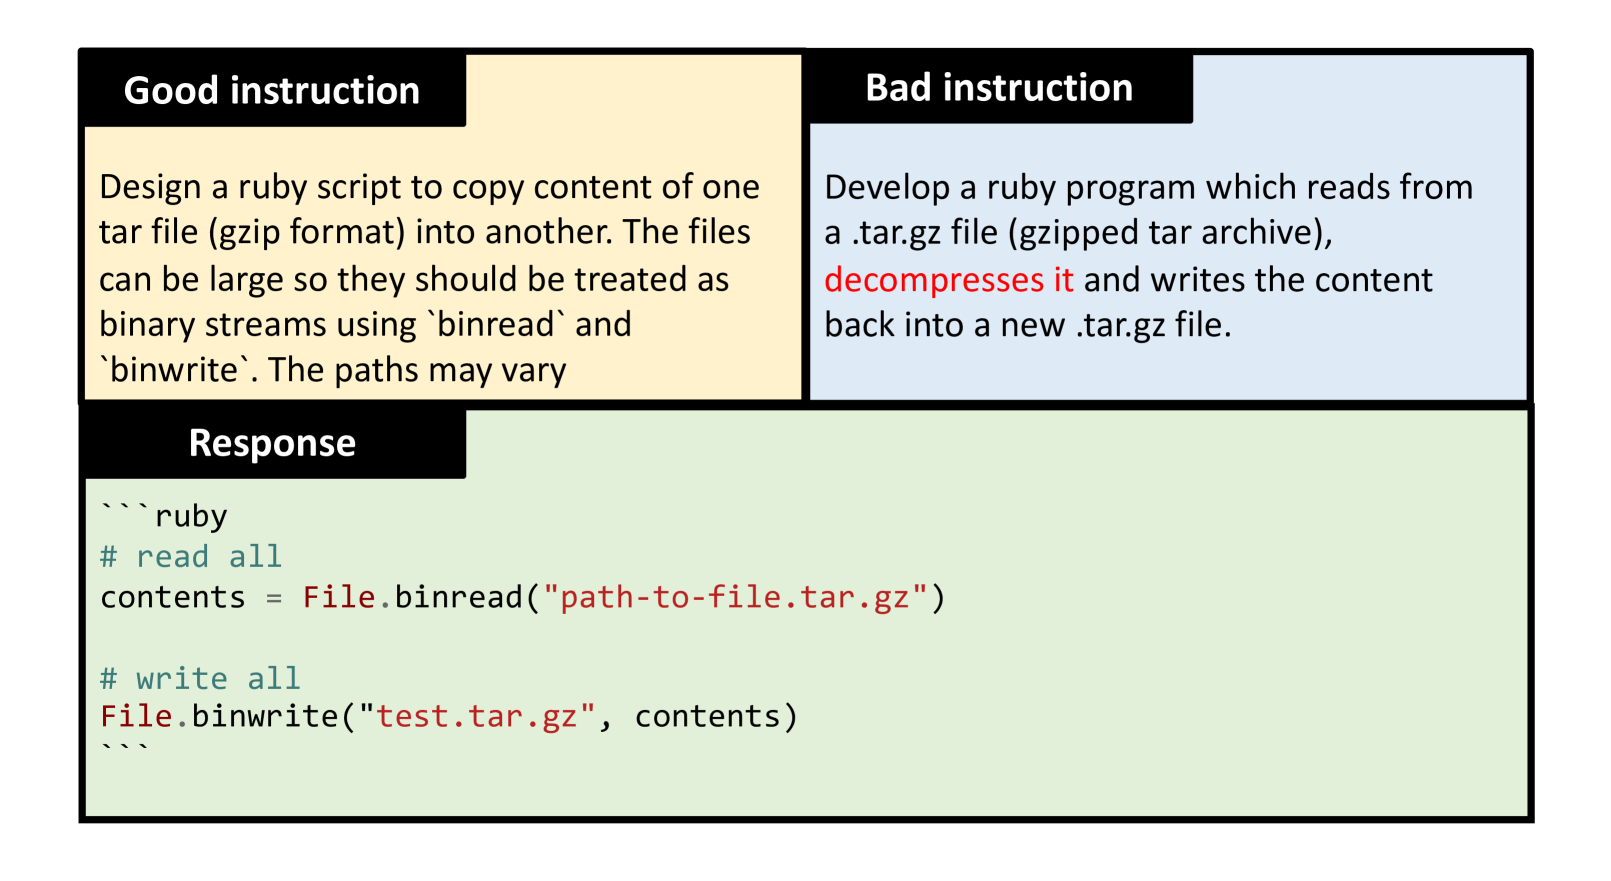 Good instruction
Design a ruby script to copy content of one
tar file (gzip format) into another. The files
can be large so they should be treated as
binary streams using `binread` and
`binwrite`. The paths may vary
Bad instruction
Develop a ruby program which reads from
a .tar.gz file (gzipped tar archive),
decompresses it and writes the content
back into a new .tar.gz file.
Response
```ruby
# read all
contents = File.binread("path-to-file.tar.gz")
# write all
File.binwrite("test.tar.gz", contents)
```